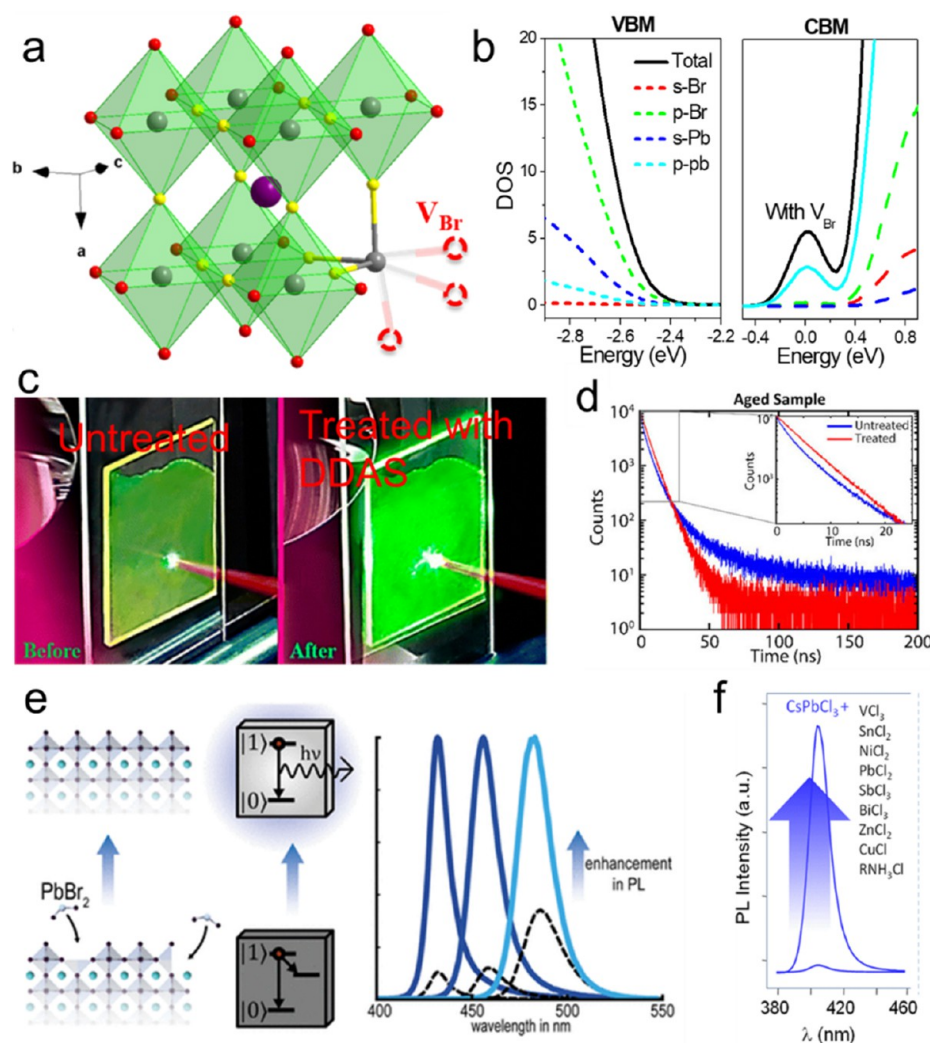 a
b
c
a
V_Br
b
VBM
CBM
20
15
10
5
0
DOS
Total
s-Br
p-Br
s-Pb
p-pb
With V_Br
-2.8
-2.6
-2.4
-2.2
-0.4
0.0
0.4
0.8
Energy (eV)
Energy (eV)
c
Untreated
Treated with
DDAS
Before
After
d
Aged Sample
10⁴
10³
10²
10¹
10⁰
Counts
0
50
100
150
200
Time (ns)
Untreated
Treated
Counts
10¹
0
10
20
Time (ns)
e
PbBr₂
|1⟩
hν
|0⟩
|1⟩
|0⟩
enhancement
in PL
400
450
500
550
wavelength in nm
f
CsPbCl₃+
VCl₃
SnCl₂
NiCl₂
PbCl₂
SbCl₃
BiCl₃
ZnCl₂
CuCl
RNH₃Cl
PL Intensity (a.u.)
380
420
460
λ (nm)